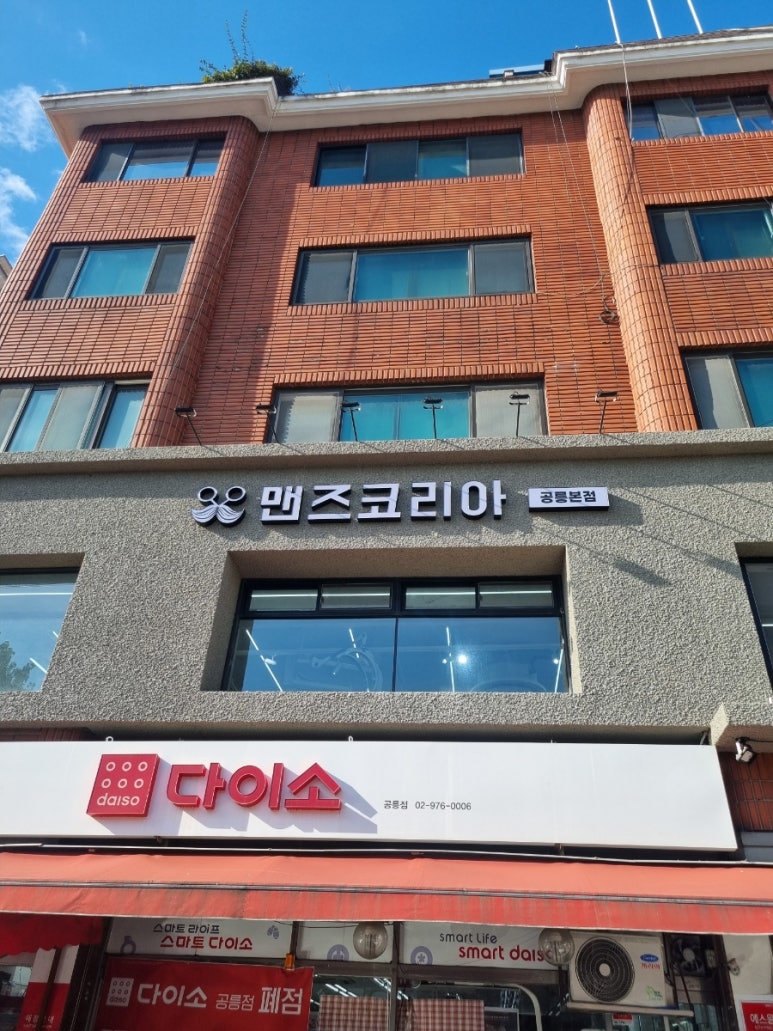 맨즈코리아 공릉본점
daiso 다이소 공릉점 02-976-0006
스마트 라이프
스마트 다이소
smart life
smart daiso
daiso 다이소 공릉점 폐점